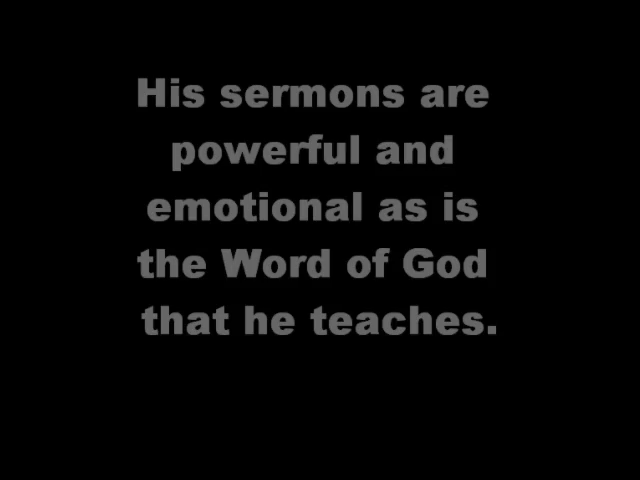 His sermons are
powerful and
emotional as is
the Word of God
that he teaches.